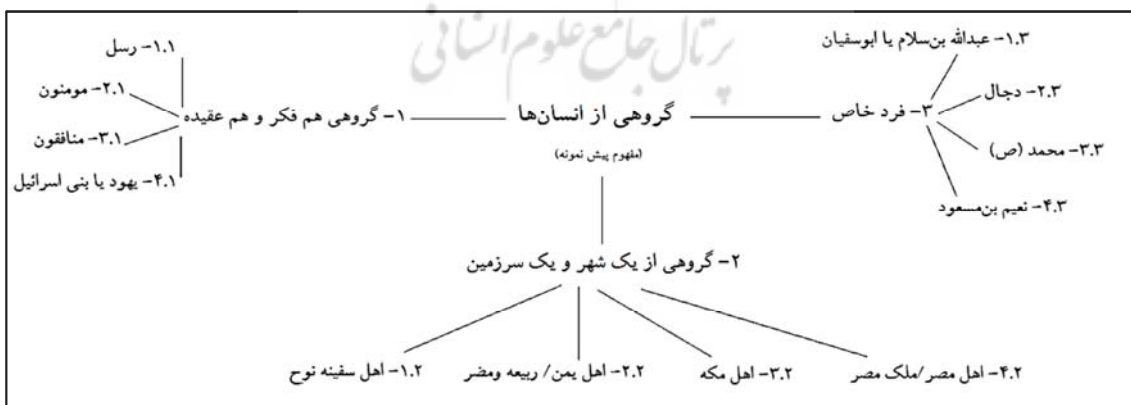 پرتال جامع علوم انسانی
۱.۳- عبدالله بن‌سلام یا ابوسفیان
۲.۳- دجال
۳- فرد خاص
۳.۳- محمد (ص)
۴.۳- نعیم بن‌مسعود
گروهی از انسان‌ها
(مفهوم پیش نمونه)
۱- گروهی هم فکر و هم عقیده
۱.۱- رسل
۲.۱- مومنون
۳.۱- منافقون
۴.۱- یهود یا بنی اسرائیل
۲- گروهی از یک شهر و یک سرزمین
۴.۲- اهل مصر/ملک مصر
۳.۲- اهل مکه
۲.۲- اهل یمن/ ربیعه ومضر
۱.۲- اهل سفینه نوح